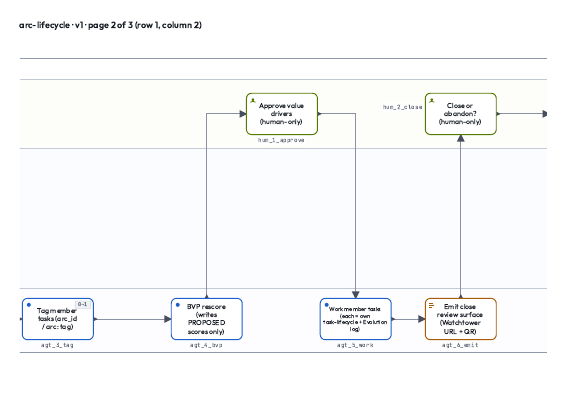 arc-lifecycle · v1 · page 2 of 3 (row 1, column 2)
Approve value
drivers
(human-only)
hum_1_approve
Close or
abandon?
(human-only)
hum_2_close
0-1
Tag member
tasks (arc_id
/ arc: tag)
agt_3_tag
BVP rescore
(writes
PROPOSED
scores only)
agt_4_bvp
Work member tasks
(each = own
task-lifecycle + Evolution
log)
agt_5_work
Emit close
review surface
(Watchtower
URL + QR)
agt_6_emit